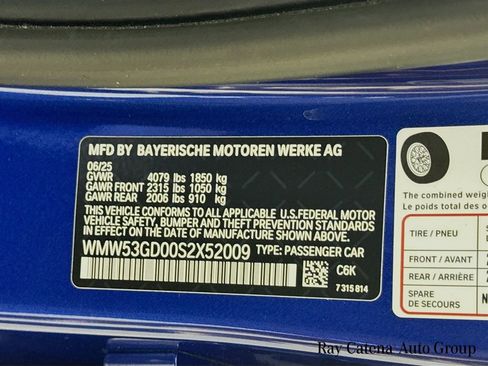 MFD BY BAYERISCHE MOTOREN WERKE AG
06/25
GVWR 4079 lbs 1850 kg
GAWR FRONT 2315 lbs 1050 kg
GAWR REAR 2006 lbs 910 kg
THIS VEHICLE CONFORMS TO ALL APPLICABLE U.S.FEDERAL MOTOR
VEHICLE SAFETY, BUMPER AND THEFT PREVENTION STANDARDS
IN EFFECT ON THE DATE OF MANUFACTURE SHOWN ABOVE.
WMW53GD00S2X52009 TYPE: PASSENGER CAR
C6K
7 315 814
The combined weight
Le poids total des oc
TIRE / PNEU
FRONT / AVANT
REAR / ARRIÈRE
SPARE
DE SECOURS
Ray Catena Auto Group